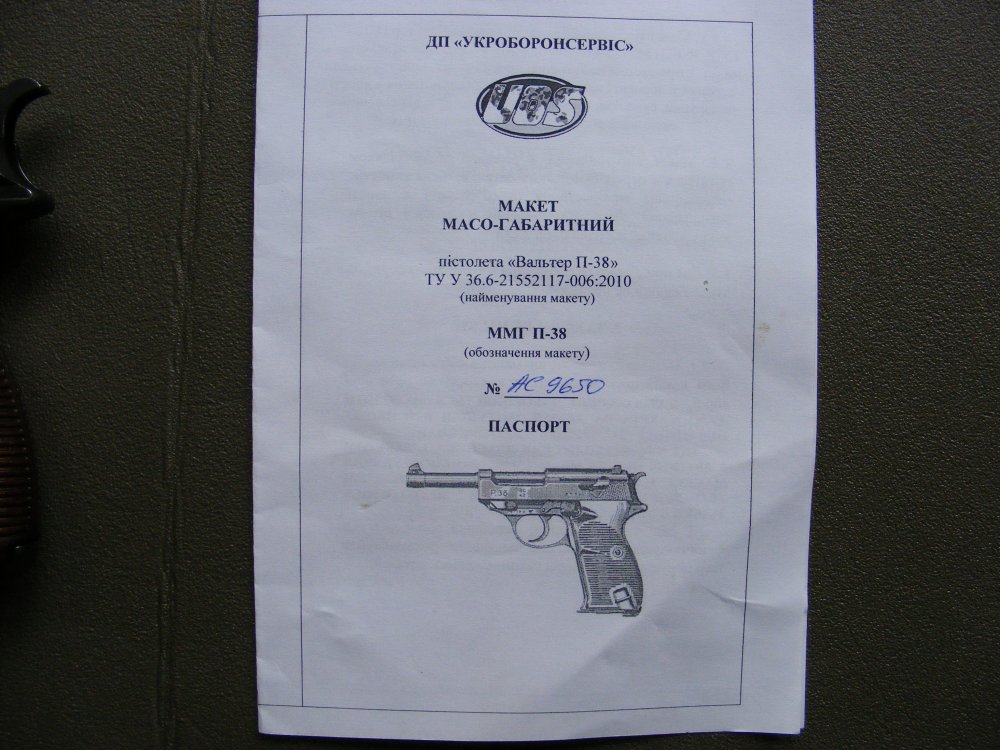 ДП «УКРОБОРОНСЕРВІС»
UOS
МАКЕТ
МАСО-ГАБАРИТНИЙ
пістолета «Вальтер П-38»
ТУ У 36.6-21552117-006:2010
(найменування макету)
ММГ П-38
(обозначення макету)
№ АС 9650
ПАСПОРТ
P.38